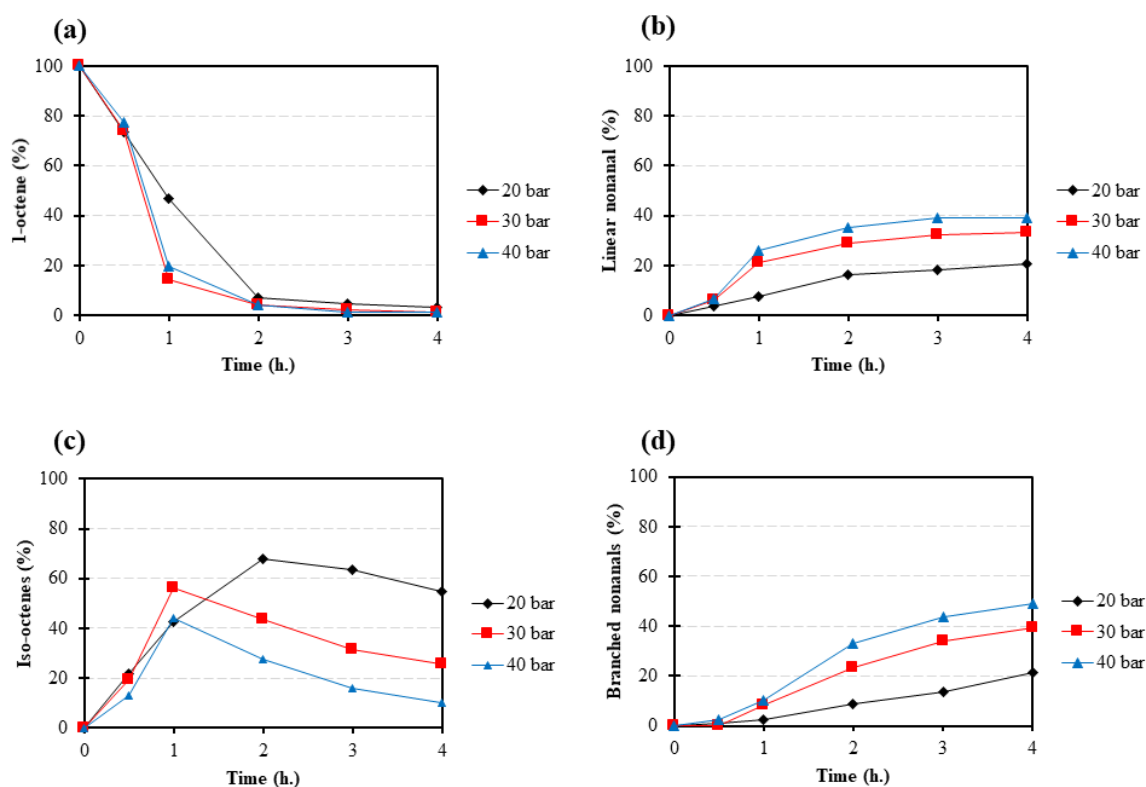 (a)
100
80
60
40
20
0
1-octene (%)
0 1 2 3 4
Time (h.)
20 bar
30 bar
40 bar
(b)
100
80
60
40
20
0
Linear nonanal (%)
0 1 2 3 4
Time (h.)
20 bar
30 bar
40 bar
(c)
100
80
60
40
20
0
Iso-octenes (%)
0 1 2 3 4
Time (h.)
20 bar
30 bar
40 bar
(d)
100
80
60
40
20
0
Branched nonanals (%)
0 1 2 3 4
Time (h.)
20 bar
30 bar
40 bar